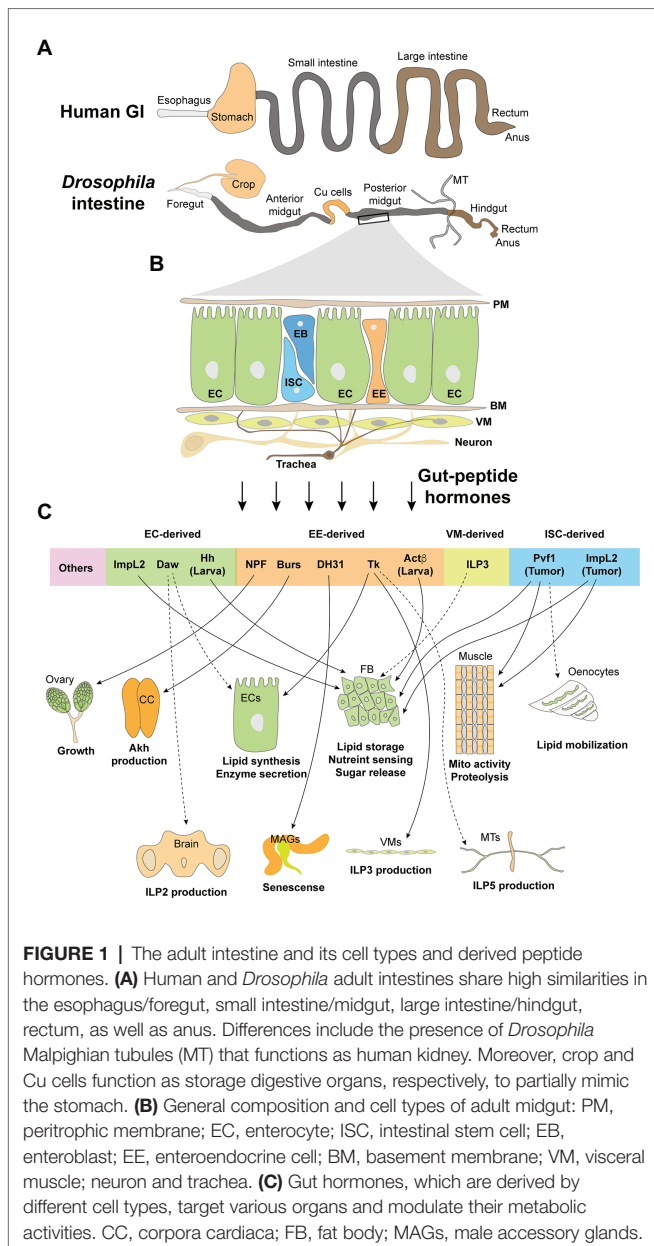 A
Human GI
Esophagus
Stomach
Small intestine
Large intestine
Rectum
Anus
Drosophila
intestine
Crop
Foregut
Anterior
midgut
Cu cells
Posterior
midgut
MT
Hindgut
Rectum
Anus
B
PM
EC
EB
ISC
EC
EE
EC
BM
VM
Neuron
Trachea
Gut-peptide
hormones
C
EC-derived
EE-derived
VM-derived
ISC-derived
Others
ImpL2
Daw
Hh
(Larva)
NPF
Burs
DH31
Tk
Actβ
(Larva)
ILP3
Pvf1
(Tumor)
ImpL2
(Tumor)
Ovary
Growth
CC
Akh
production
ECs
Lipid synthesis
Enzyme secretion
FB
Lipid storage
Nutreint sensing
Sugar release
Muscle
Mito activity
Proteolysis
Oenocytes
Lipid mobilization
Brain
ILP2 production
MAGs
Senescense
VMs
ILP3 production
MTs
ILP5 production
FIGURE 1 | The adult intestine and its cell types and derived peptide
hormones. (A) Human and Drosophila adult intestines share high similarities in
the esophagus/foregut, small intestine/midgut, large intestine/hindgut,
rectum, as well as anus. Differences include the presence of Drosophila
Malpighian tubules (MT) that functions as human kidney. Moreover, crop and
Cu cells function as storage digestive organs, respectively, to partially mimic
the stomach. (B) General composition and cell types of adult midgut: PM,
peritrophic membrane; EC, enterocyte; ISC, intestinal stem cell; EB,
enteroblast; EE, enteroendocrine cell; BM, basement membrane; VM, visceral
muscle; neuron and trachea. (C) Gut hormones, which are derived by
different cell types, target various organs and modulate their metabolic
activities. CC, corpora cardiaca; FB, fat body; MAGs, male accessory glands.